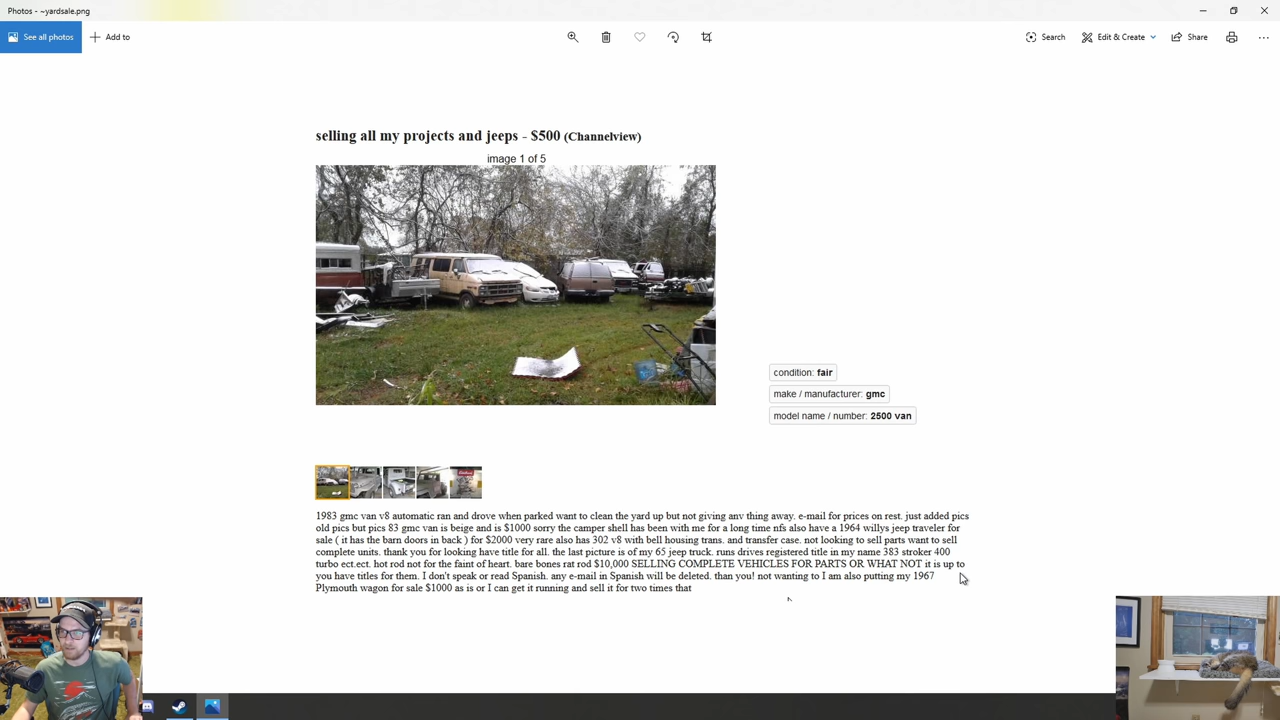 Photos - ~yardsale.png
See all photos
Add to
Search
Edit & Create
Share
selling all my projects and jeeps - $500 (Channelview)
image 1 of 5
condition: fair
make / manufacturer: gmc
model name / number: 2500 van
1983 gmc van v8 automatic ran and drove when parked want to clean the yard up but not giving any thing away. e-mail for prices on rest. just added pics
old pics but pics 83 gmc van is beige and is $1000 sorry the camper shell has been with me for a long time nfs also have a 1964 willys jeep traveler for
sale ( it has the barn doors in back ) for $2000 very rare also has 302 v8 with bell housing trans. and transfer case. not looking to sell parts want to sell
complete units. thank you for looking have title for all. the last picture is of my 65 jeep truck. runs drives registered title in my name 383 stroker 400
turbo ect.ect. hot rod not for the faint of heart. bare bones rat rod $10,000 SELLING COMPLETE VEHICLES FOR PARTS OR WHAT NOT it is up to
you have titles for them. I don't speak or read Spanish. any e-mail in Spanish will be deleted. than you! not wanting to I am also putting my 1967
Plymouth wagon for sale $1000 as is or I can get it running and sell it for two times that